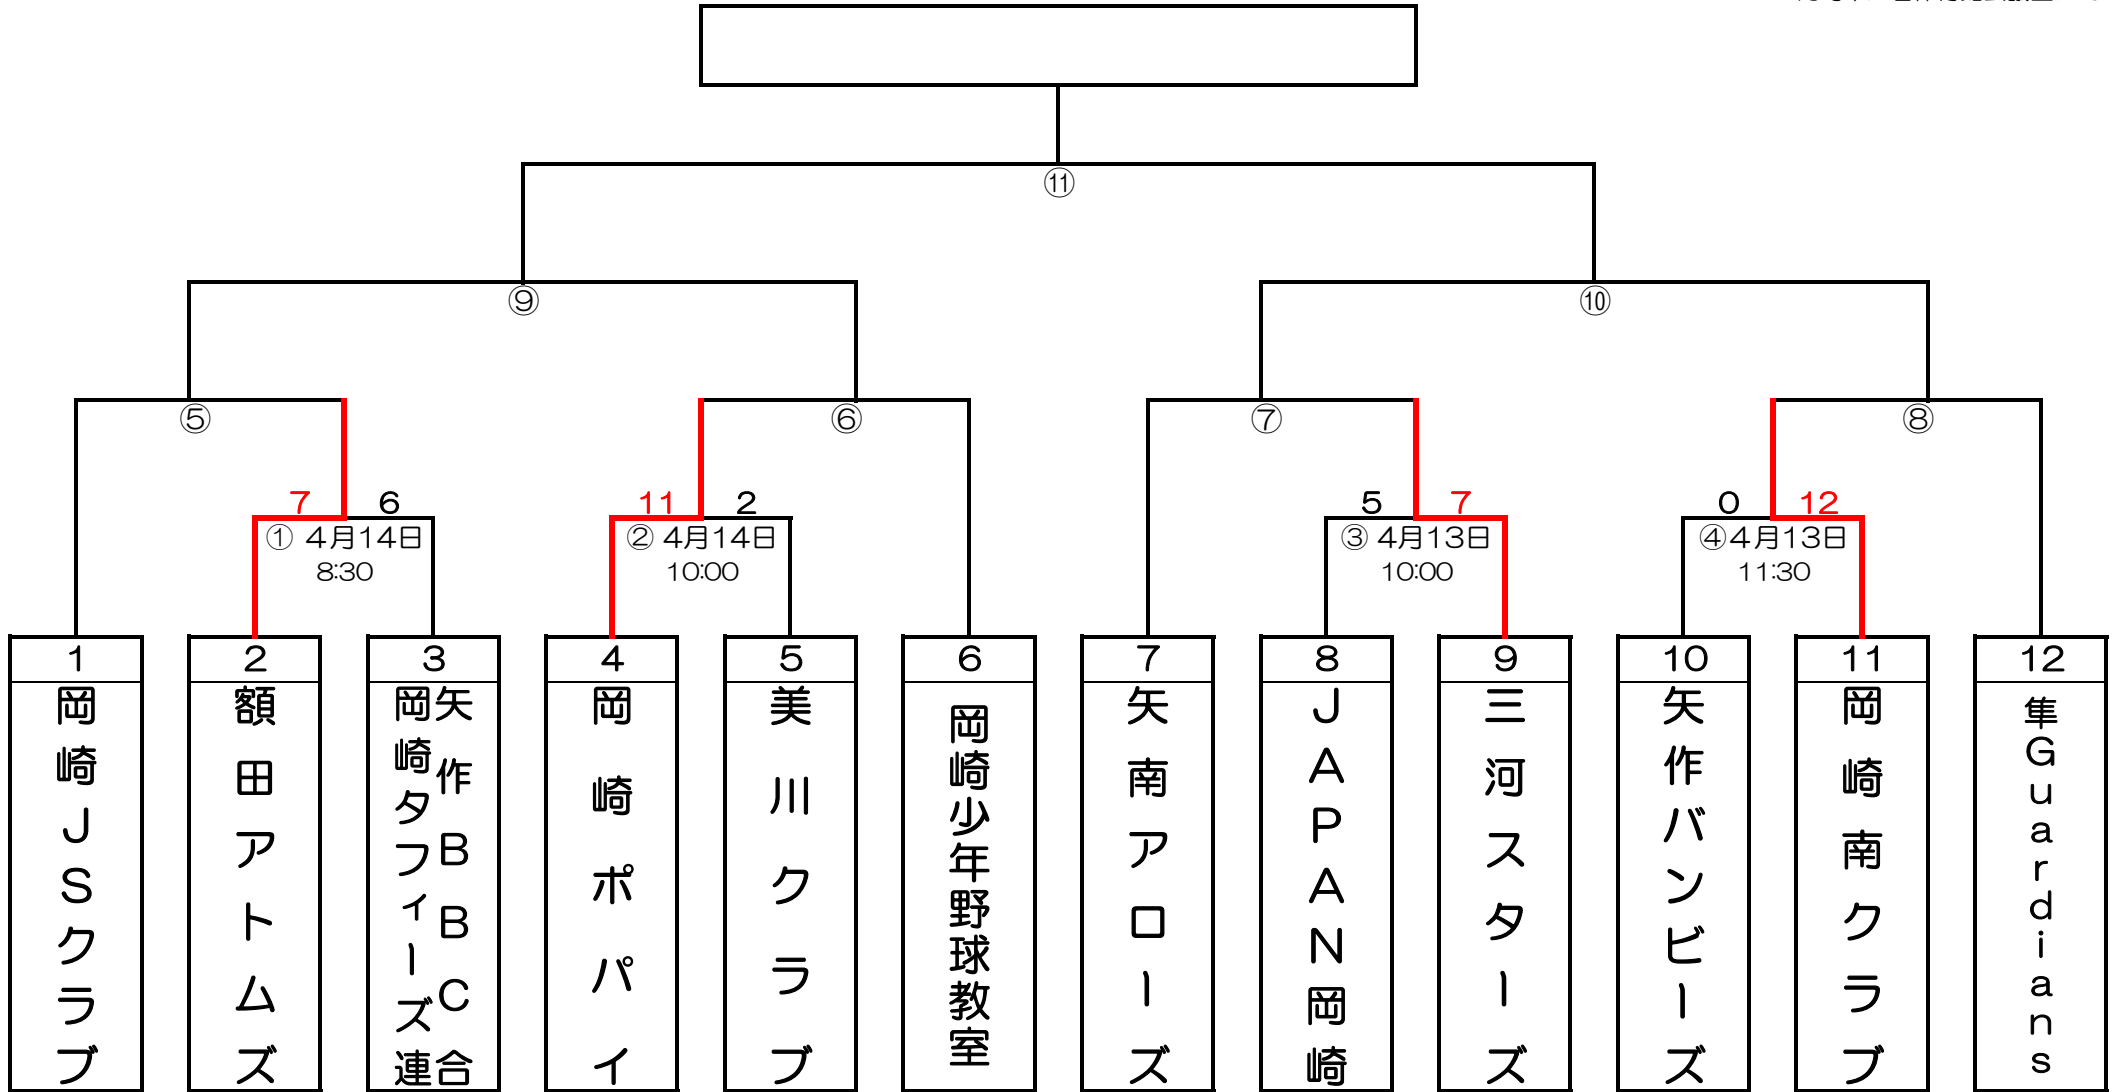 ⑪
⑨
⑩
⑤
⑥
⑦
⑧
7 6
① 4月14日
8:30
11 2
② 4月14日
10:00
5 7
③ 4月13日
10:00
0 12
④4月13日
11:30
1
岡崎JSクラブ
2
額田アトムズ
3
矢作BBC
岡崎タフィーズ連合
4
岡崎ポパイ
5
美川クラブ
6
岡崎少年野球教室
7
矢南アローズ
8
JAPAN岡崎
9
三河スターズ
10
矢作バンビーズ
11
岡崎南クラブ
12
隼Guardians